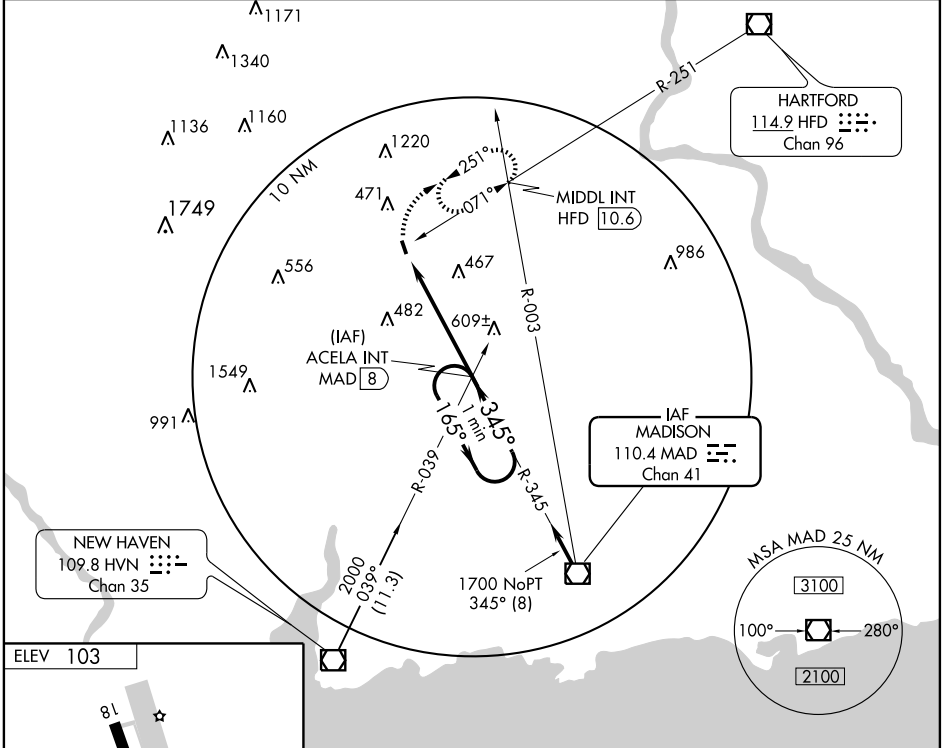 1171
1340
R-251
HARTFORD
114.9 HFD
Chan 96
1136
1160
1220
10 NM
251°
071°
471
MIDDL INT
HFD 10.6
1749
986
556
467
R-003
482
609±
(IAF)
ACELA INT
MAD 8
1549
991
165°
1 min
345°
IAF
MADISON
110.4 MAD
Chan 41
R-039
R-345
NEW HAVEN
109.8 HVN
Chan 35
2000
039°
(11.3)
1700 NoPT
345° (8)
MSA MAD 25 NM
3100
100°
280°
2100
ELEV 103
18